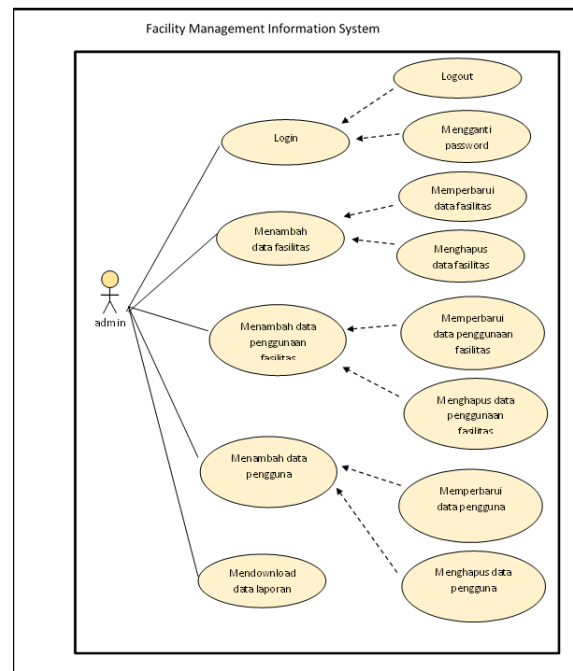 Facility Management Information System
Logout
Login
Mengganti
password
Memperbarui
data fasilitas
Menambah
data fasilitas
Menghapus
data fasilitas
admin
Menambah data
penggunaan
fasilitas
Memperbarui
data penggunaan
fasilitas
Menghapus data
penggunaan
fasilitas
Menambah data
pengguna
Memperbarui
data pengguna
Mendownload
data laporan
Menghapus data
pengguna